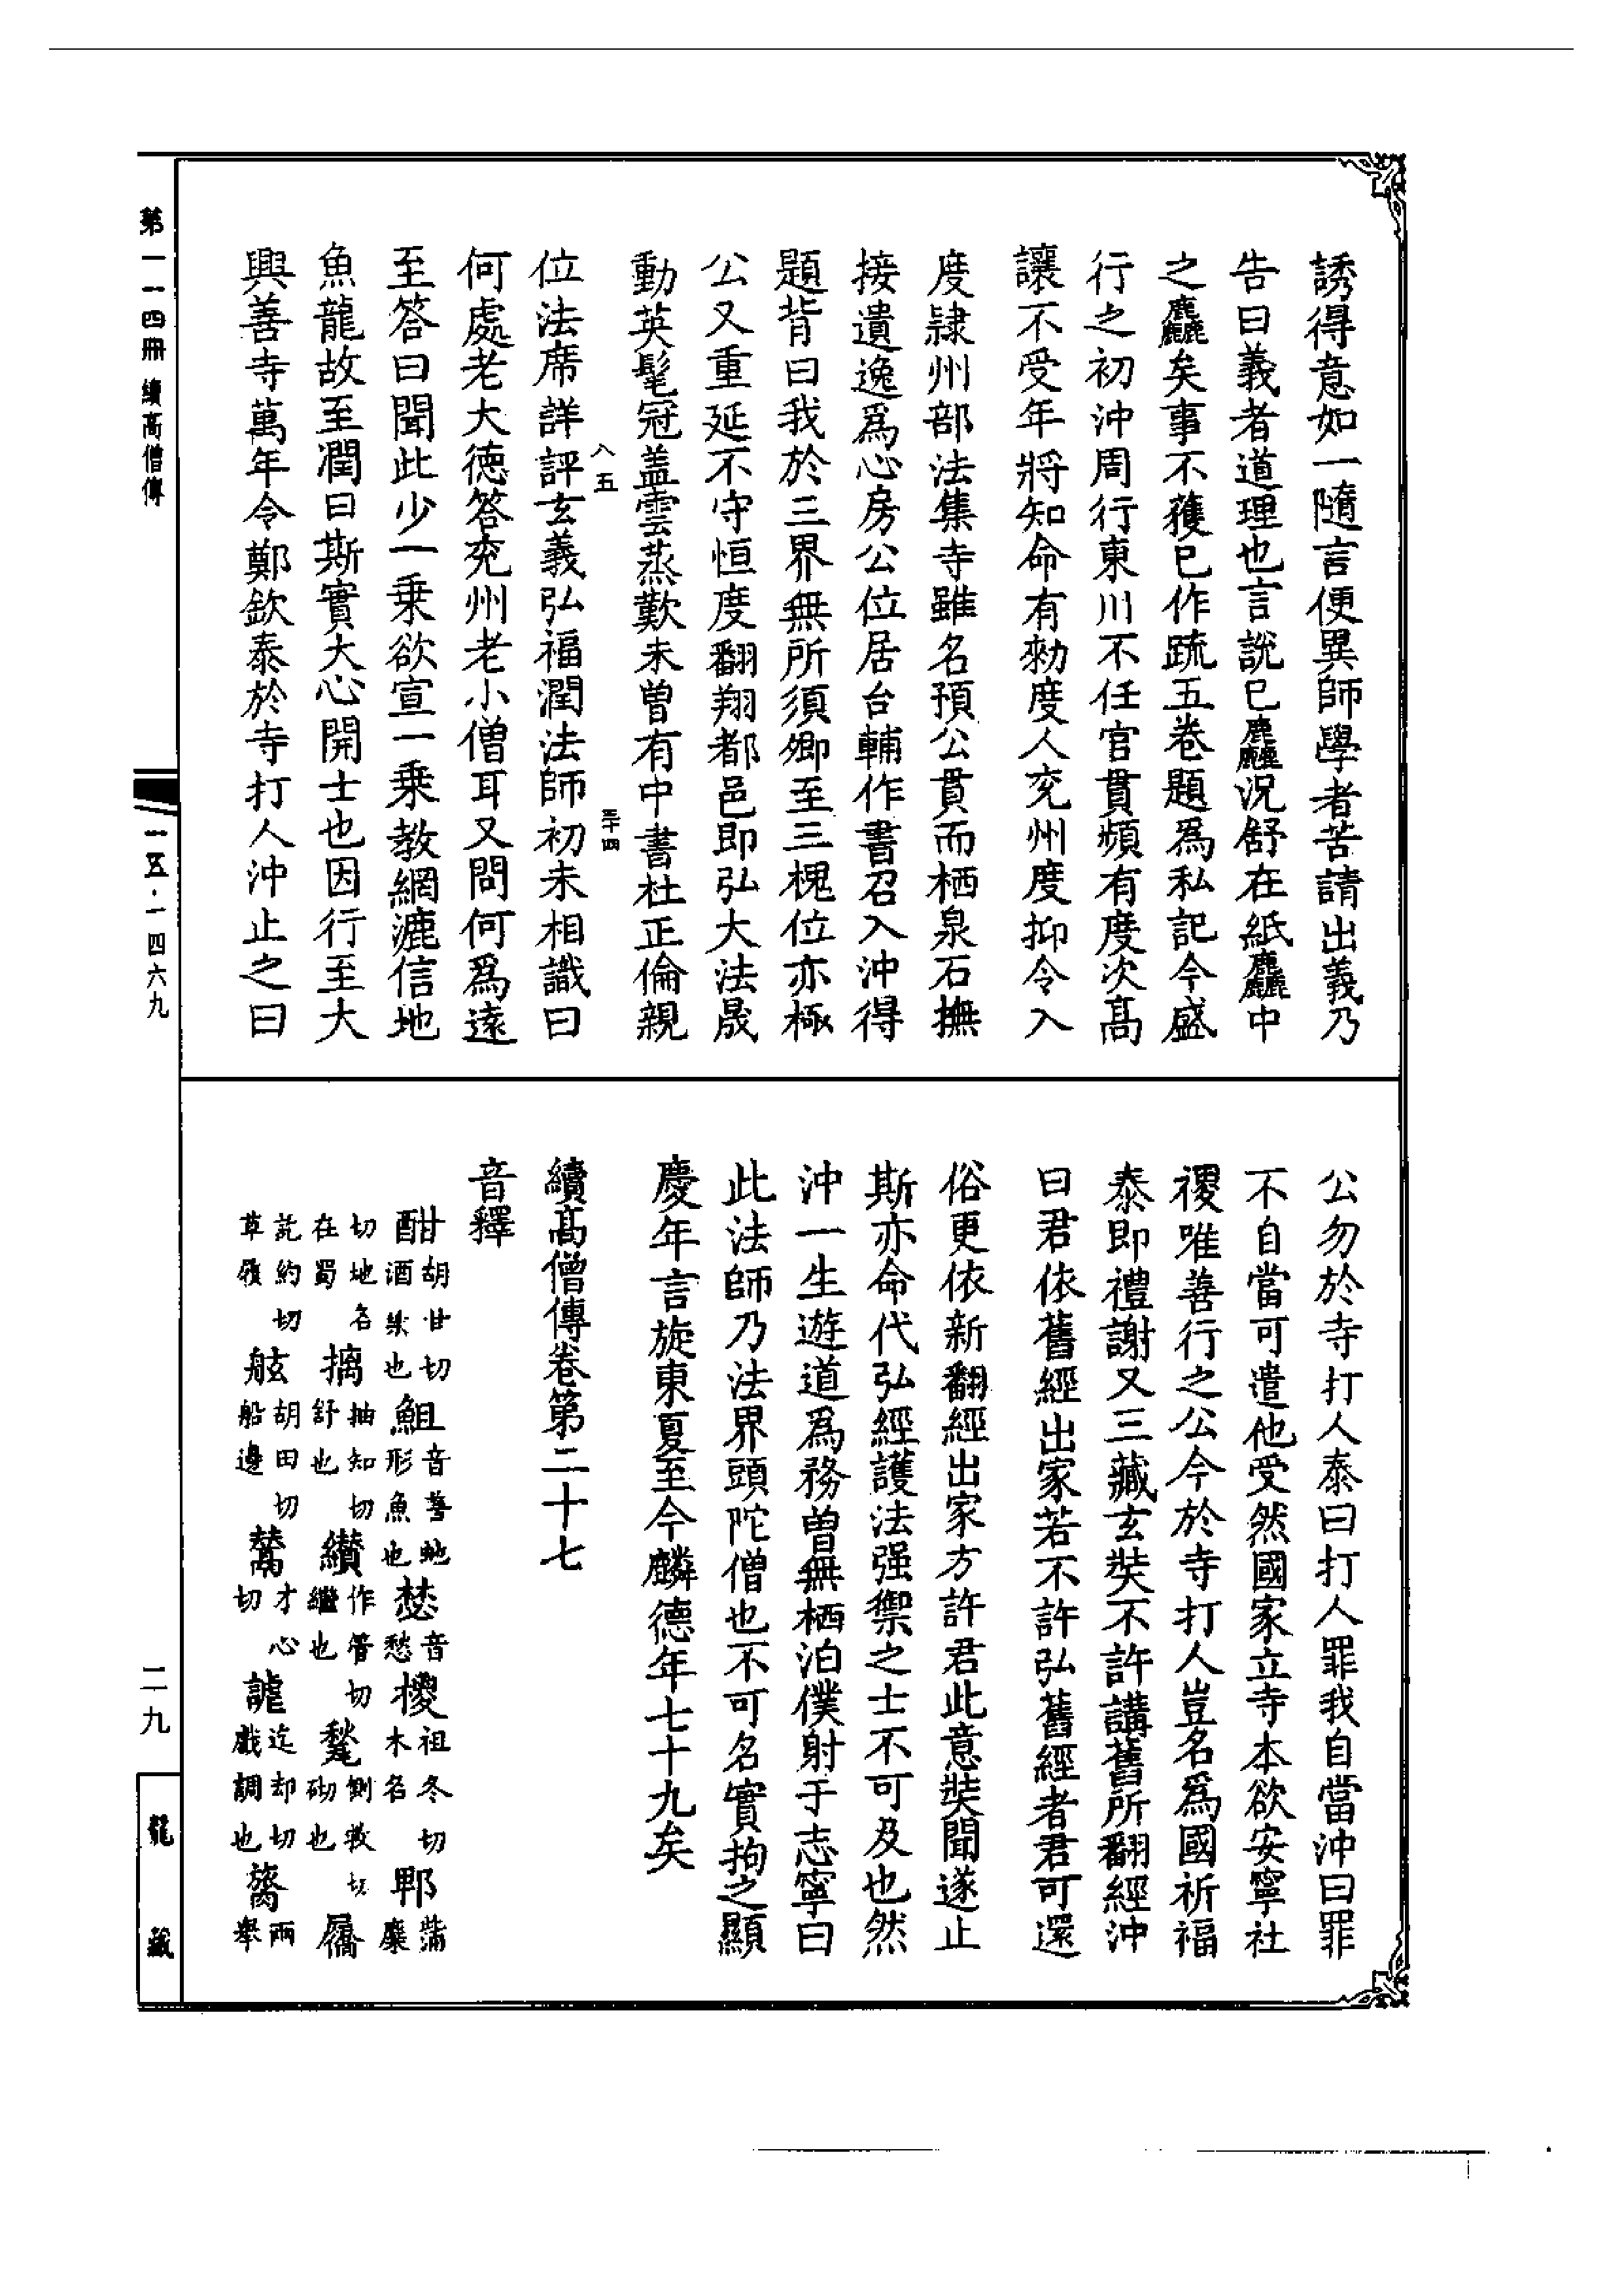 誘得意如一隨言便異師學者苦請出義乃
告曰義者道理也言說已麤況舒在紙麤中
之麤矣事不獲已作疏五卷題爲私記今盛
行之初沖周行東川不任官貫頻有度次高
讓不受年將知命有勑度人兖州度抑令入
度隷州部法集寺雖名預公貫而栖泉石撫
接遺逸爲心房公位居台輔作書召入沖得
題背曰我於三界無所須卿至三槐位亦極
公又重延不守恒度翻翔都邑即弘大法晟
動英髦冠盖雲蒸歎未曾有中書杜正倫親
八五
三十四
位法席詳評玄義弘福潤法師初未相識曰
何處老大德答兖州老小僧耳又問何爲遠
至答曰聞此少一乘欲宣一乘教網漉信地
魚龍故至潤曰斯實大心開士也因行至大
興善寺萬年令鄭欽泰於寺打人沖止之曰
公勿於寺打人泰曰打人罪我自當沖曰罪
不自當可遣他受然國家立寺本欲安寧社
稷唯善行之公今於寺打人豈名爲國祈福
泰即禮謝又三藏玄奘不許講舊所翻經沖
曰君依舊經出家若不許弘舊經者君可還
俗更依新翻經出家方許君此意奘聞遂止
斯亦命代弘經護法强禦之士不可及也然
沖一生遊道爲務曾無栖泊僕射于志寧曰
此法師乃法界頭陀僧也不可名實拘之顯
慶年言旋東夏至今麟德年七十九矣
續高僧傳卷第二十七
音釋
酣胡甘切酒樂也䱇音善虵形魚也愁音愁㮨祖冬切木名郫蒲糜
切地名在蜀摛抽知切舒也纘作管切繼也甃側救切砌也屩
訖約切草履舷胡田切船邊鶿才心切謔迄却切戲調也䉗兩舉
第一一四冊 續高僧傳
一五·一四六九
二九
龍藏